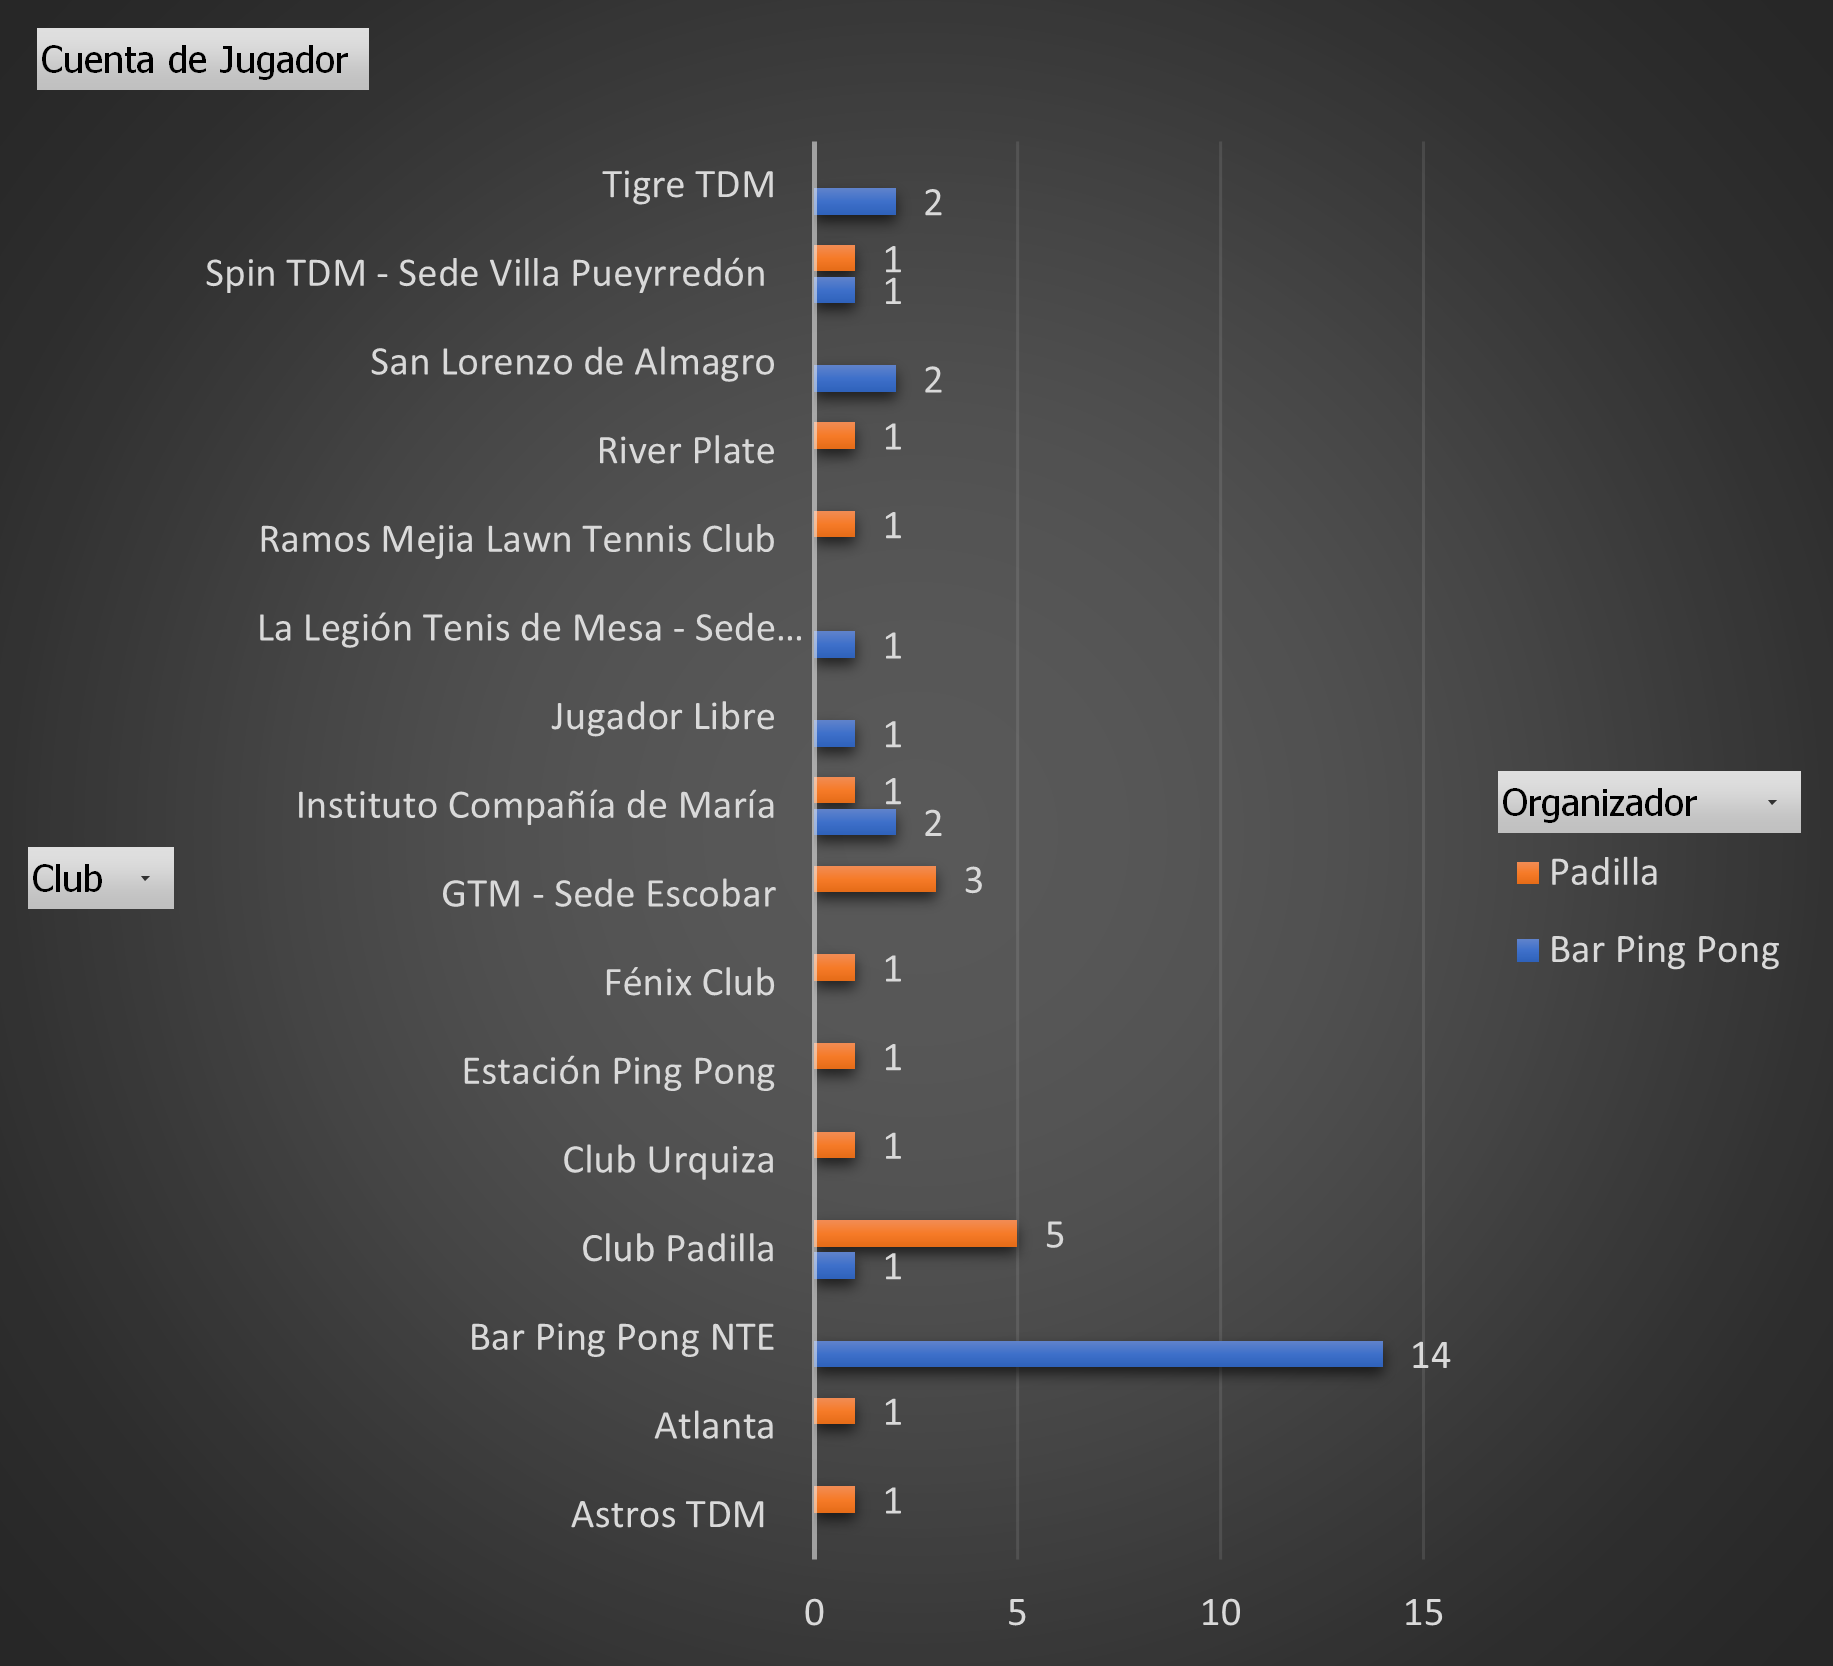 Cuenta de Jugador
Tigre TDM
2
Spin TDM - Sede Villa Pueyrredón
1
1
San Lorenzo de Almagro
2
River Plate
1
Ramos Mejia Lawn Tennis Club
1
La Legión Tenis de Mesa - Sede...
1
Jugador Libre
1
Instituto Compañía de María
1
2
GTM - Sede Escobar
3
Fénix Club
1
Estación Ping Pong
1
Club Urquiza
1
Club Padilla
5
1
Bar Ping Pong NTE
14
Atlanta
1
Astros TDM
1
0 5 10 15
Club
Organizador
Padilla
Bar Ping Pong